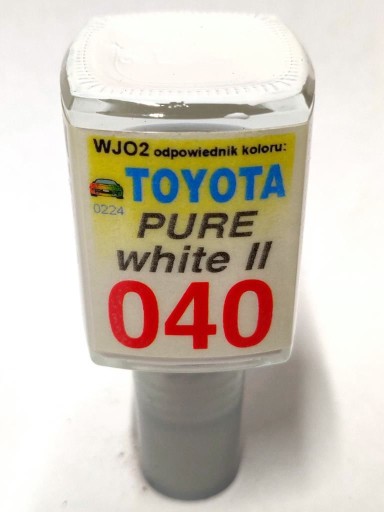 WJO2 odpowiednik koloru:
TOYOTA
0224
PURE
white II
040